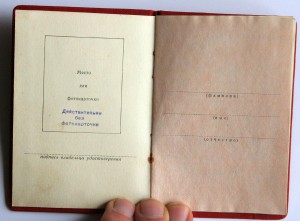 Место
для
фотокарточки
Действительно
без
фотокарточки
подпись владельца удостоверения
(фамилия)
(имя)
(отчество)